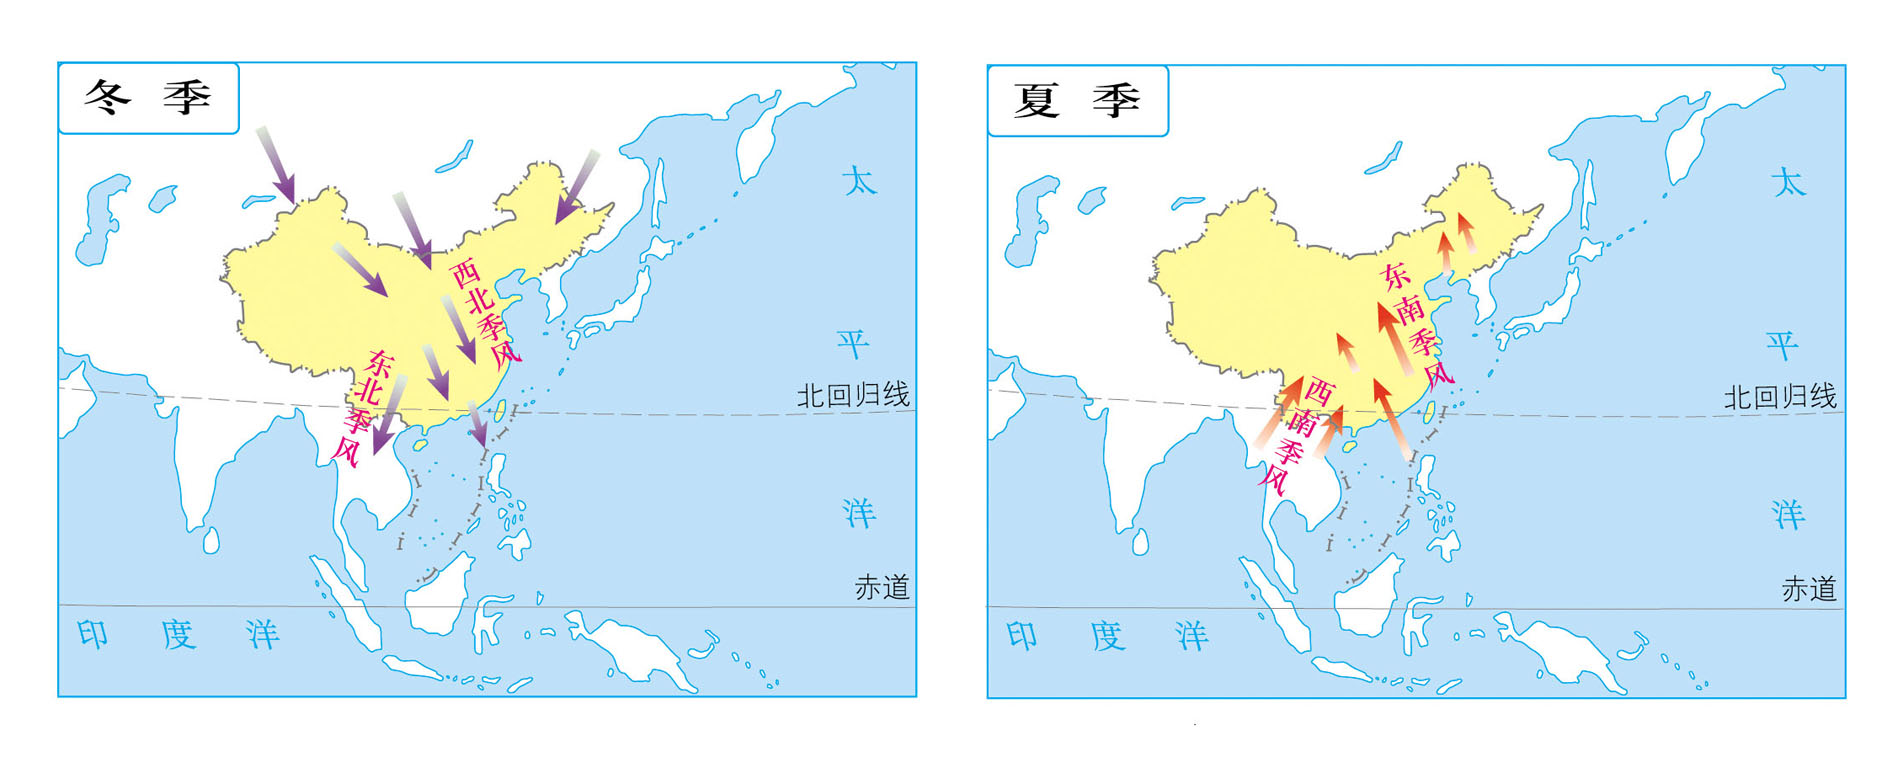 冬 季
太
平
洋
西北季风
东北季风
北回归线
赤道
印 度 洋
夏 季
太
平
洋
东南季风
西南季风
北回归线
赤道
印 度 洋